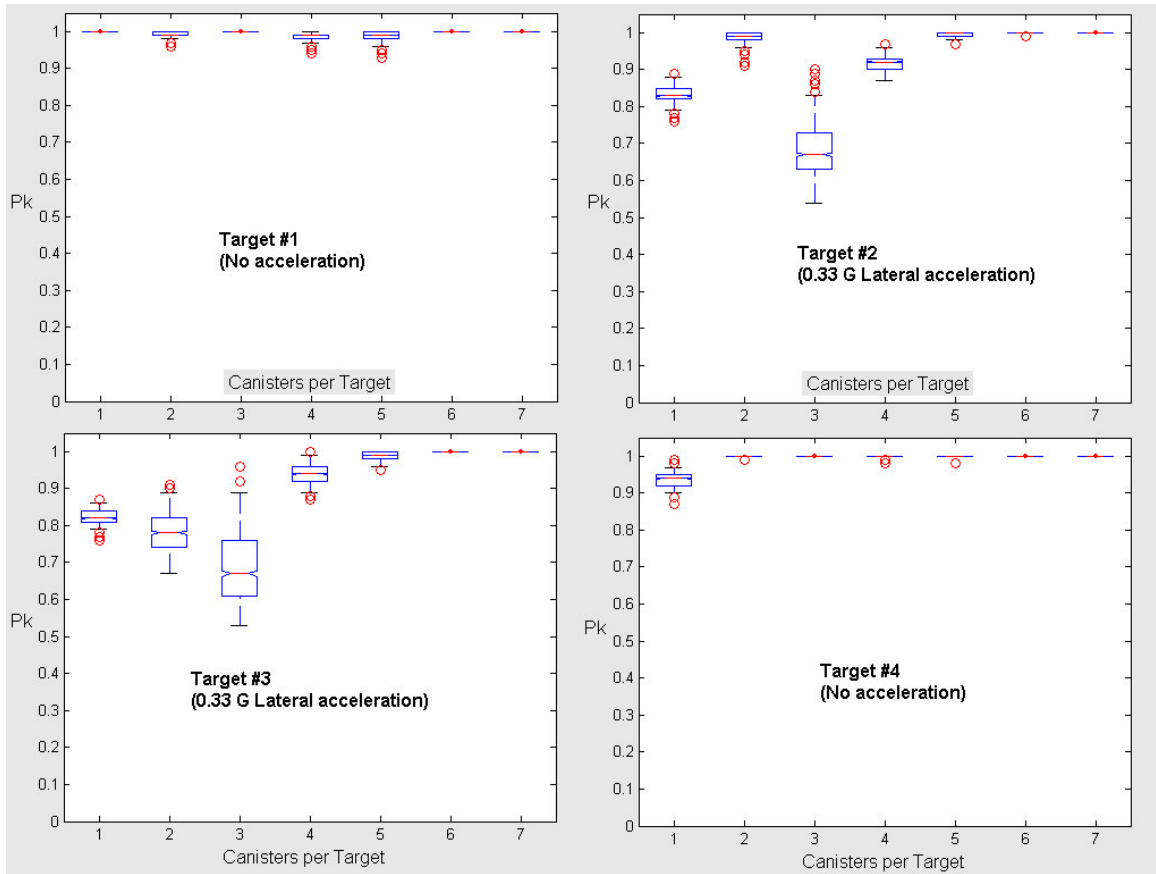 1
0.9
0.8
0.7
0.6
Pk
0.5
0.4
0.3
0.2
0.1
0
Target #1
(No acceleration)
Canisters per Target
1 2 3 4 5 6 7
1
0.9
0.8
0.7
0.6
Pk
0.5
0.4
0.3
0.2
0.1
0
Target #2
(0.33 G Lateral acceleration)
Canisters per Target
1 2 3 4 5 6 7
1
0.9
0.8
0.7
0.6
Pk
0.5
0.4
0.3
0.2
0.1
0
Target #3
(0.33 G Lateral acceleration)
1 2 3 4 5 6 7
Canisters per Target
1
0.9
0.8
0.7
0.6
Pk
0.5
0.4
0.3
0.2
0.1
0
Target #4
(No acceleration)
1 2 3 4 5 6 7
Canisters per Target